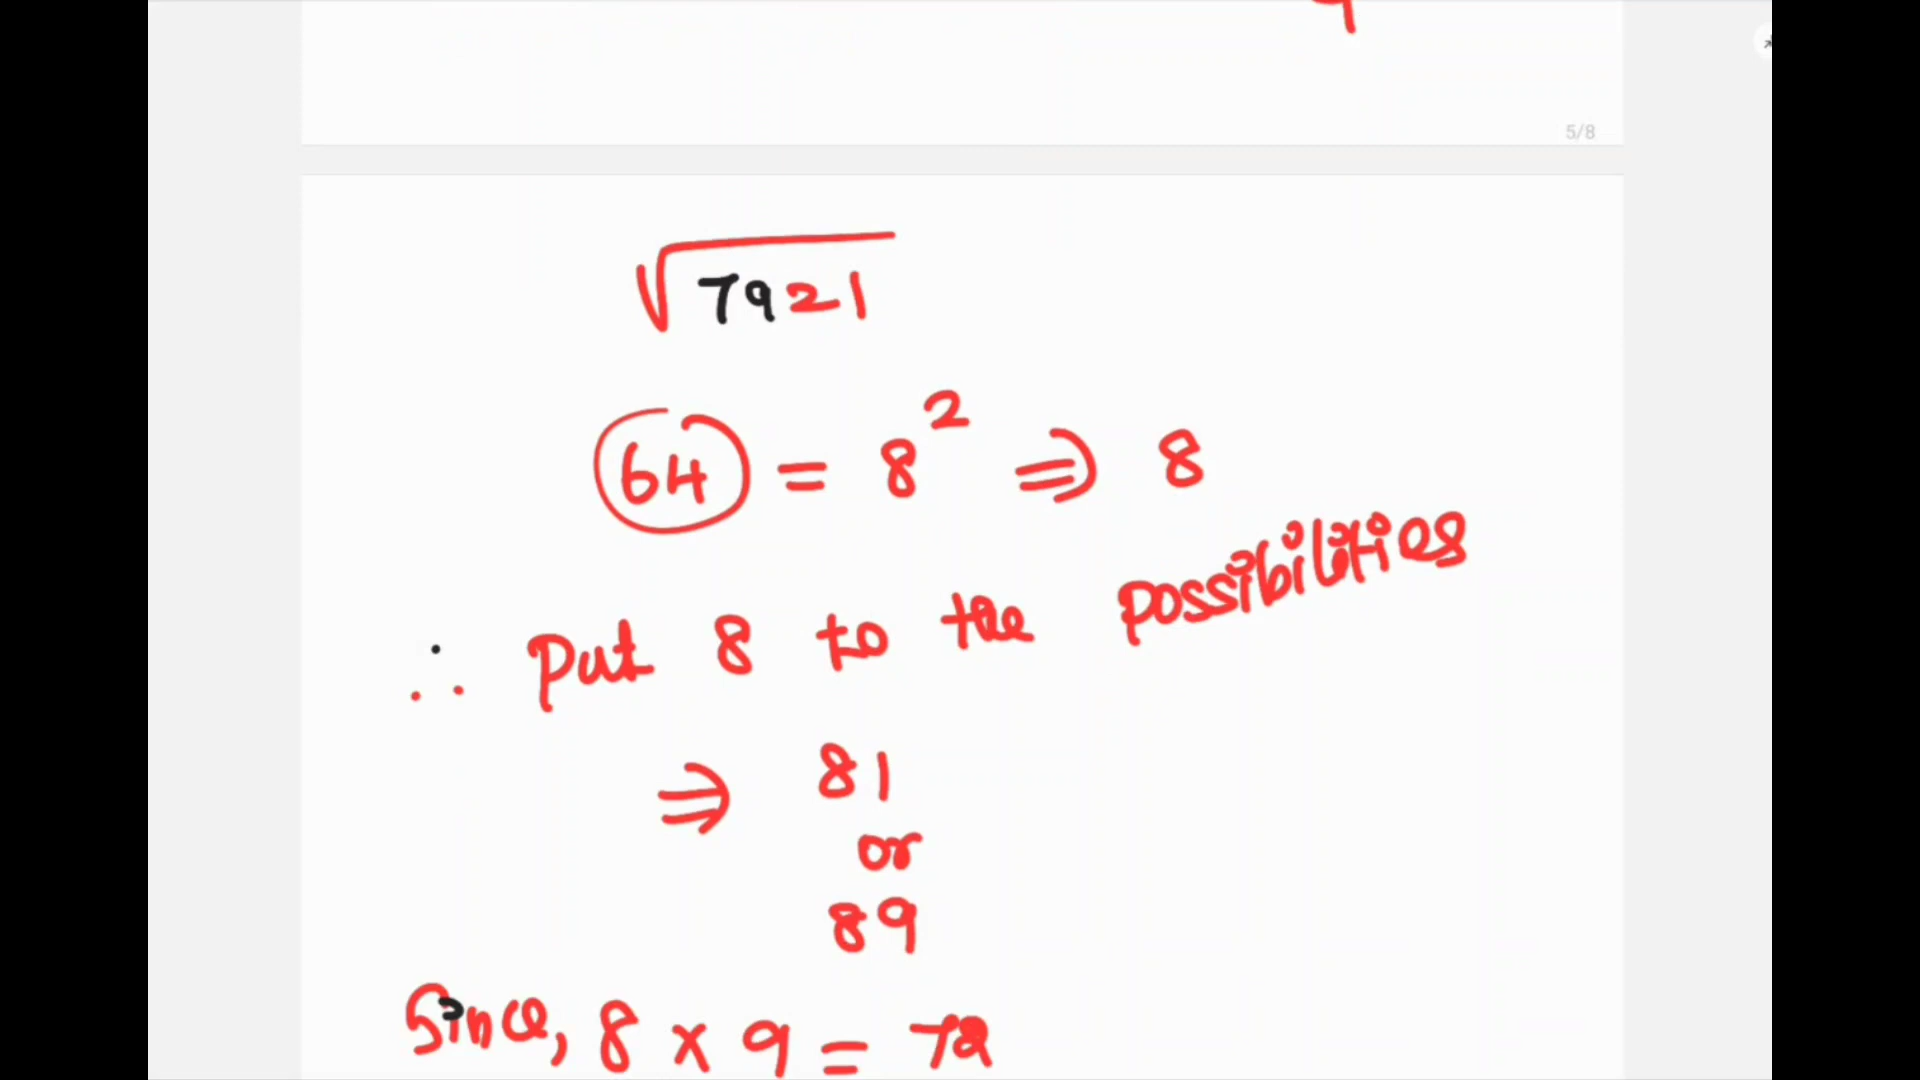 5/8
√7921
64 = 8² ⇒ 8
∴ Put 8 to the possibilities
⇒ 81
or
89
Since, 8 × 9 = 72